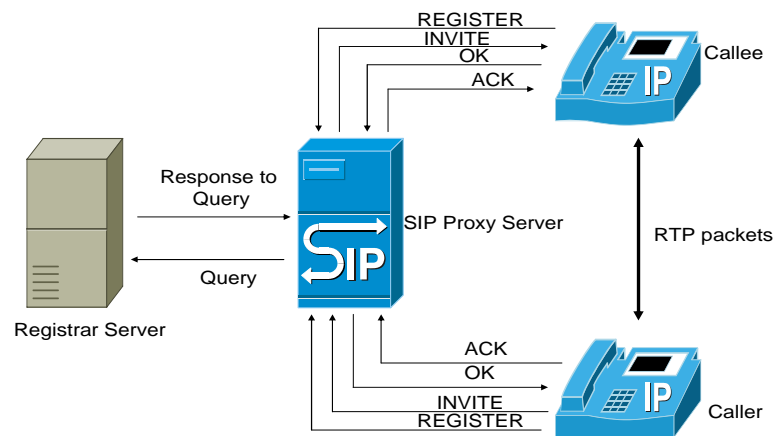 REGISTER
INVITE
OK
ACK
IP
Callee
Response to
Query
SIP Proxy Server
SIP
RTP packets
Query
Registrar Server
ACK
OK
INVITE
REGISTER
IP
Caller